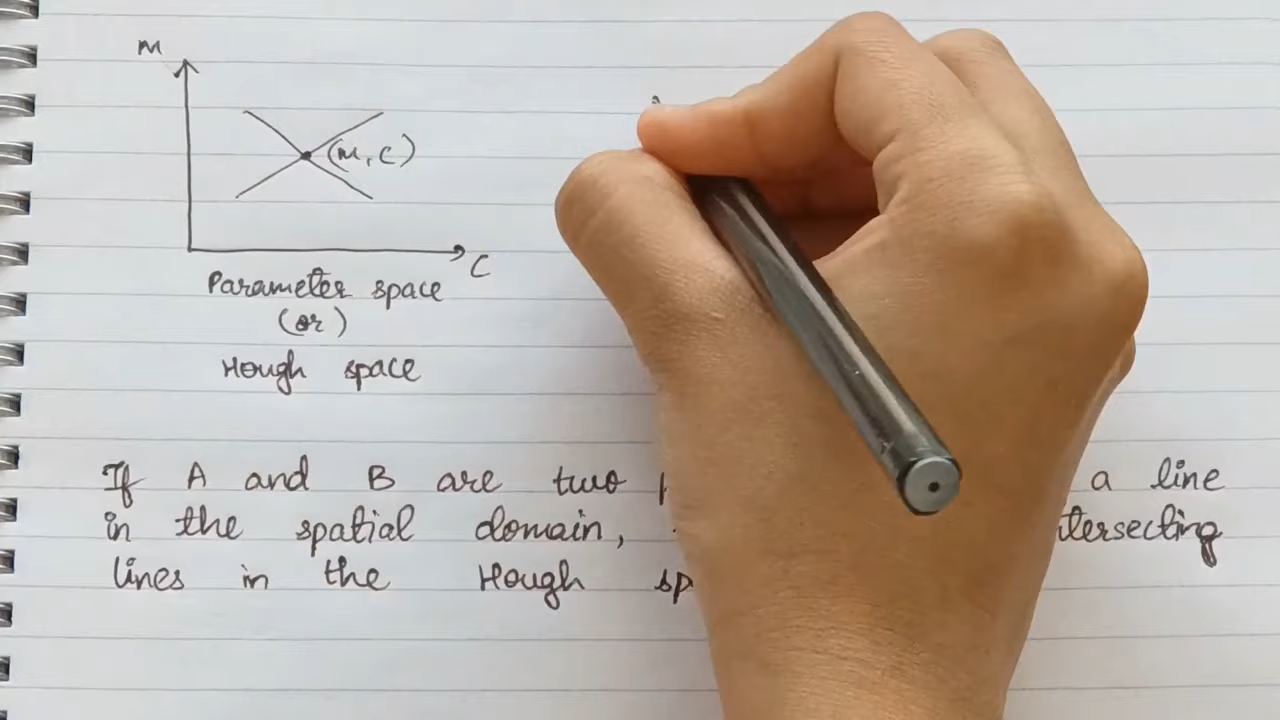 m
(m, c)
c
Parameter space
(or)
Hough space
If A and B are two a line
in the spatial domain, intersecting
lines in the Hough